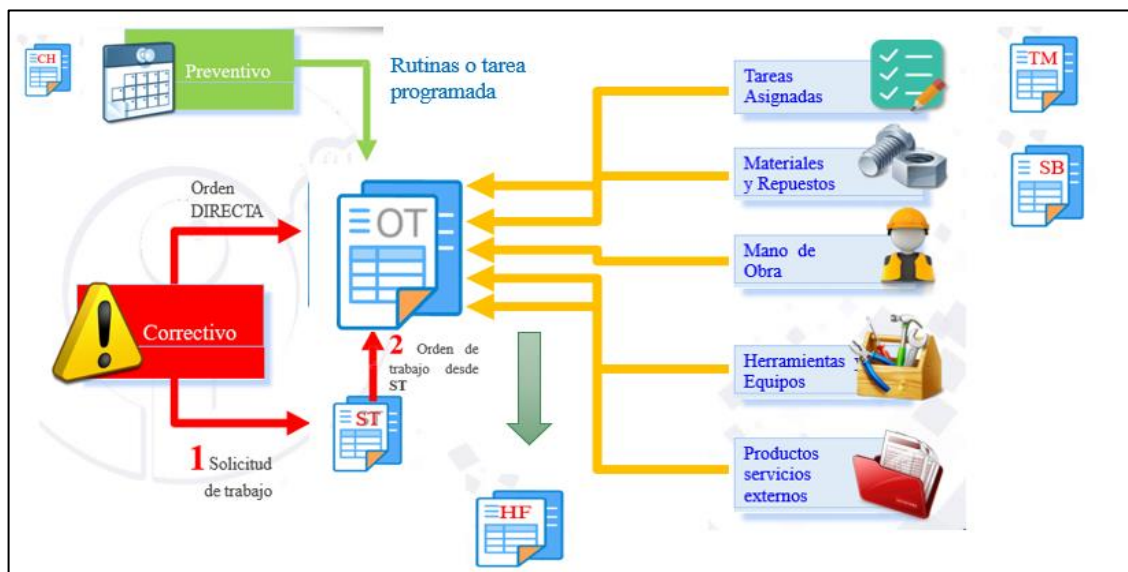 CH
Preventivo
Rutinas o tarea
programada
Orden
DIRECTA
OT
Correctivo
2 Orden de
trabajo desde
ST
ST
1 Solicitud
de trabajo
HF
Tareas
Asignadas
Materiales
y Repuestos
Mano de
Obra
Herramientas y
Equipos
Productos
servicios
externos
TM
SB